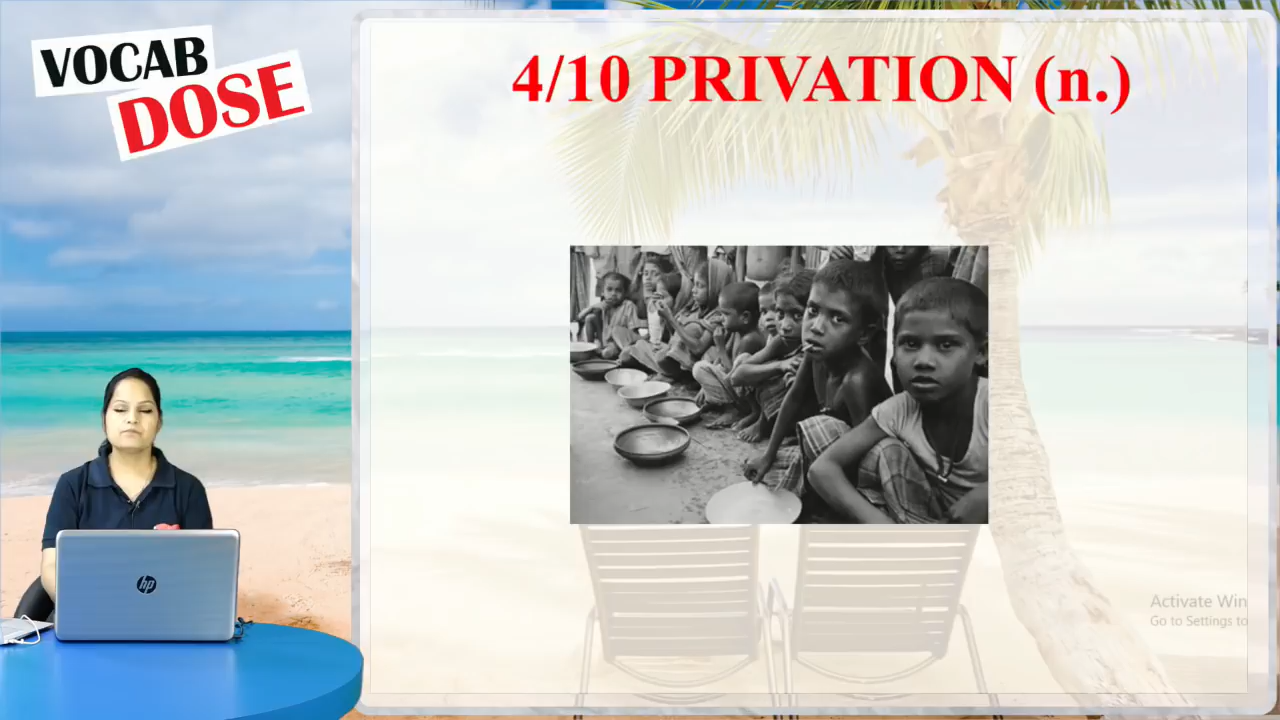 VOCAB
DOSE
4/10 PRIVATION (n.)
hp
Activate Win
Go to Settings to